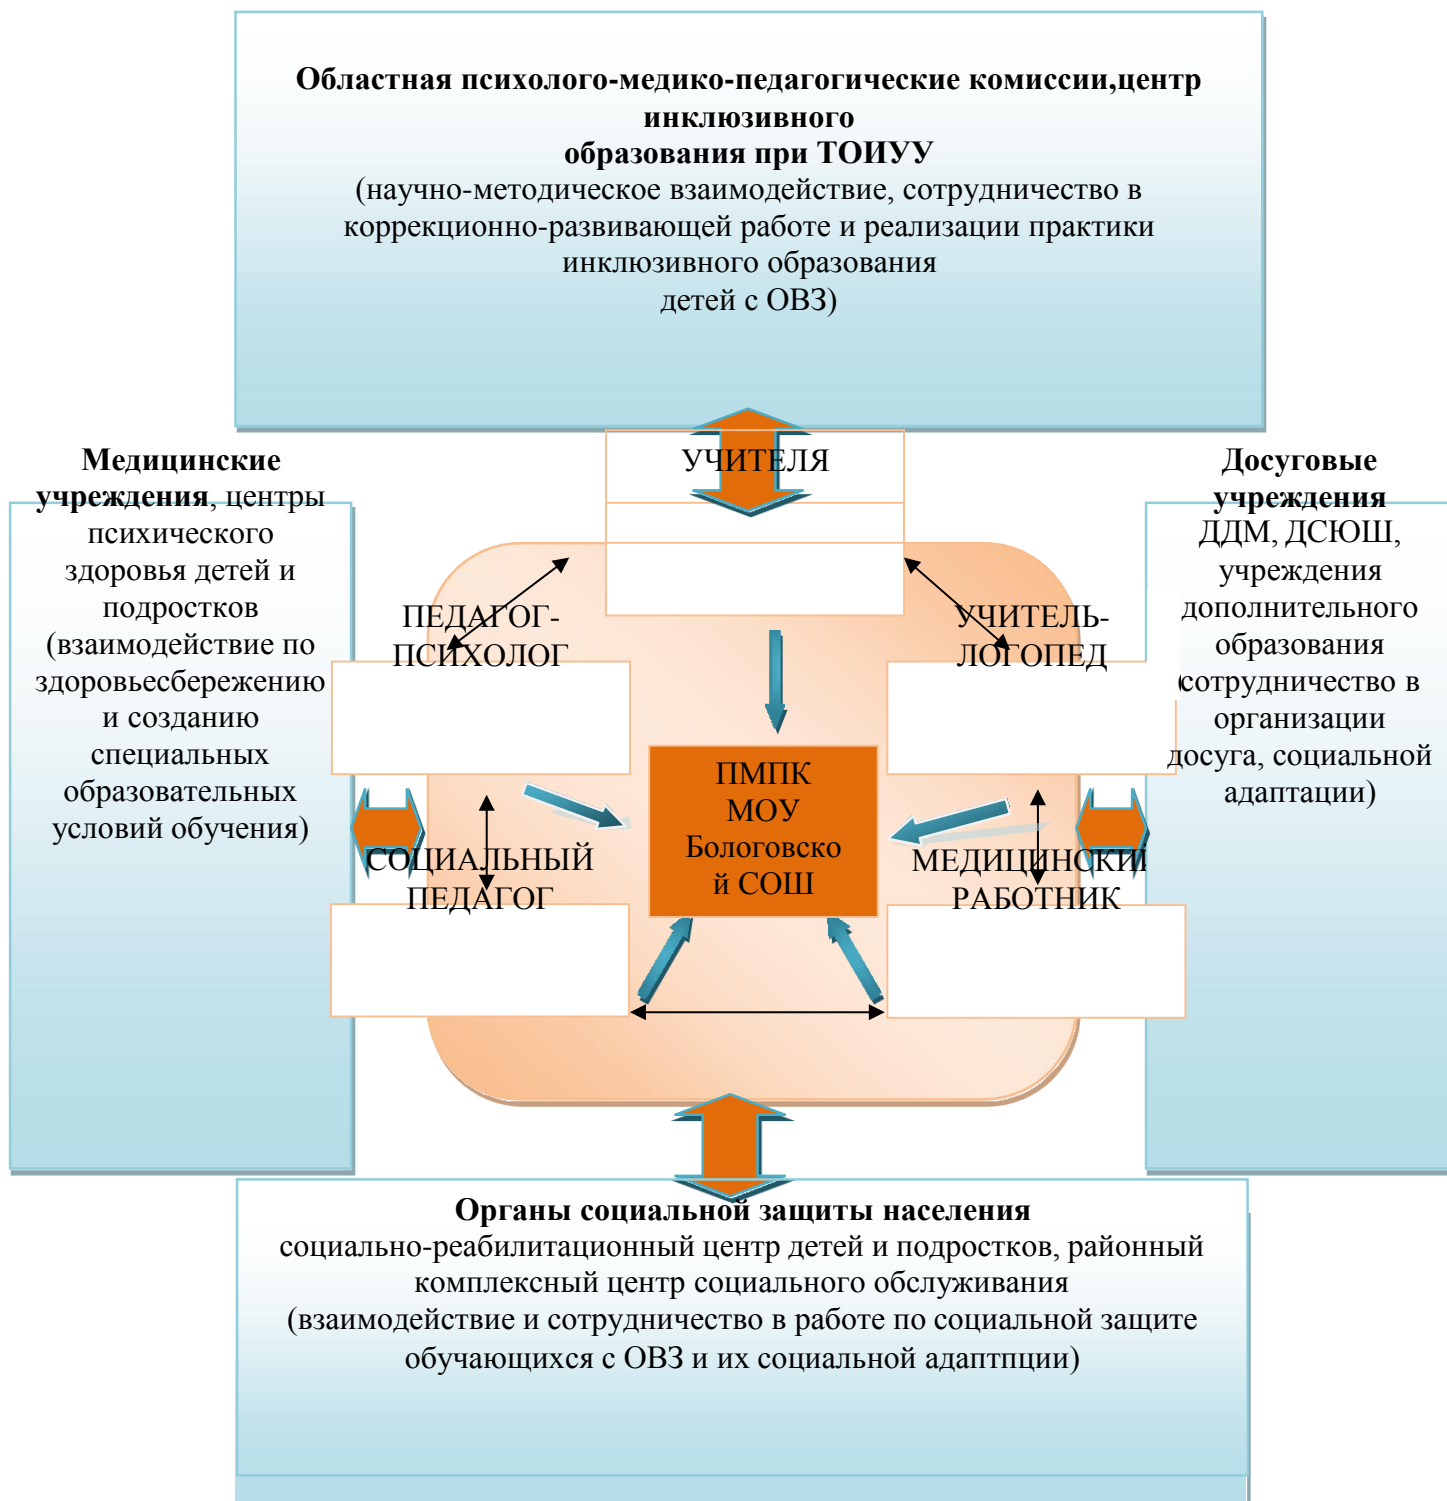 Областная психолого-медико-педагогические комиссии,центр
инклюзивного
образования при ТОИУУ
(научно-методическое взаимодействие, сотрудничество в
коррекционно-развивающей работе и реализации практики
инклюзивного образования
детей с ОВЗ)
Медицинские
учреждения, центры
психического
здоровья детей и
подростков
(взаимодействие по
здоровьесбережению
и созданию
специальных
образовательных
условий обучения)
УЧИТЕЛЯ
ПЕДАГОГ-
ПСИХОЛОГ
УЧИТЕЛЬ-
ЛОГОПЕД
ПМПК
МОУ
Бологовско
й СОШ
СОЦИАЛЬНЫЙ
ПЕДАГОГ
МЕДИЦИНСКИЙ
РАБОТНИК
Досуговые
учреждения
ДДМ, ДСЮШ,
учреждения
дополнительного
образования
(сотрудничество в
организации
досуга, социальной
адаптации)
Органы социальной защиты населения
социально-реабилитационный центр детей и подростков, районный
комплексный центр социального обслуживания
(взаимодействие и сотрудничество в работе по социальной защите
обучающихся с ОВЗ и их социальной адаптпции)